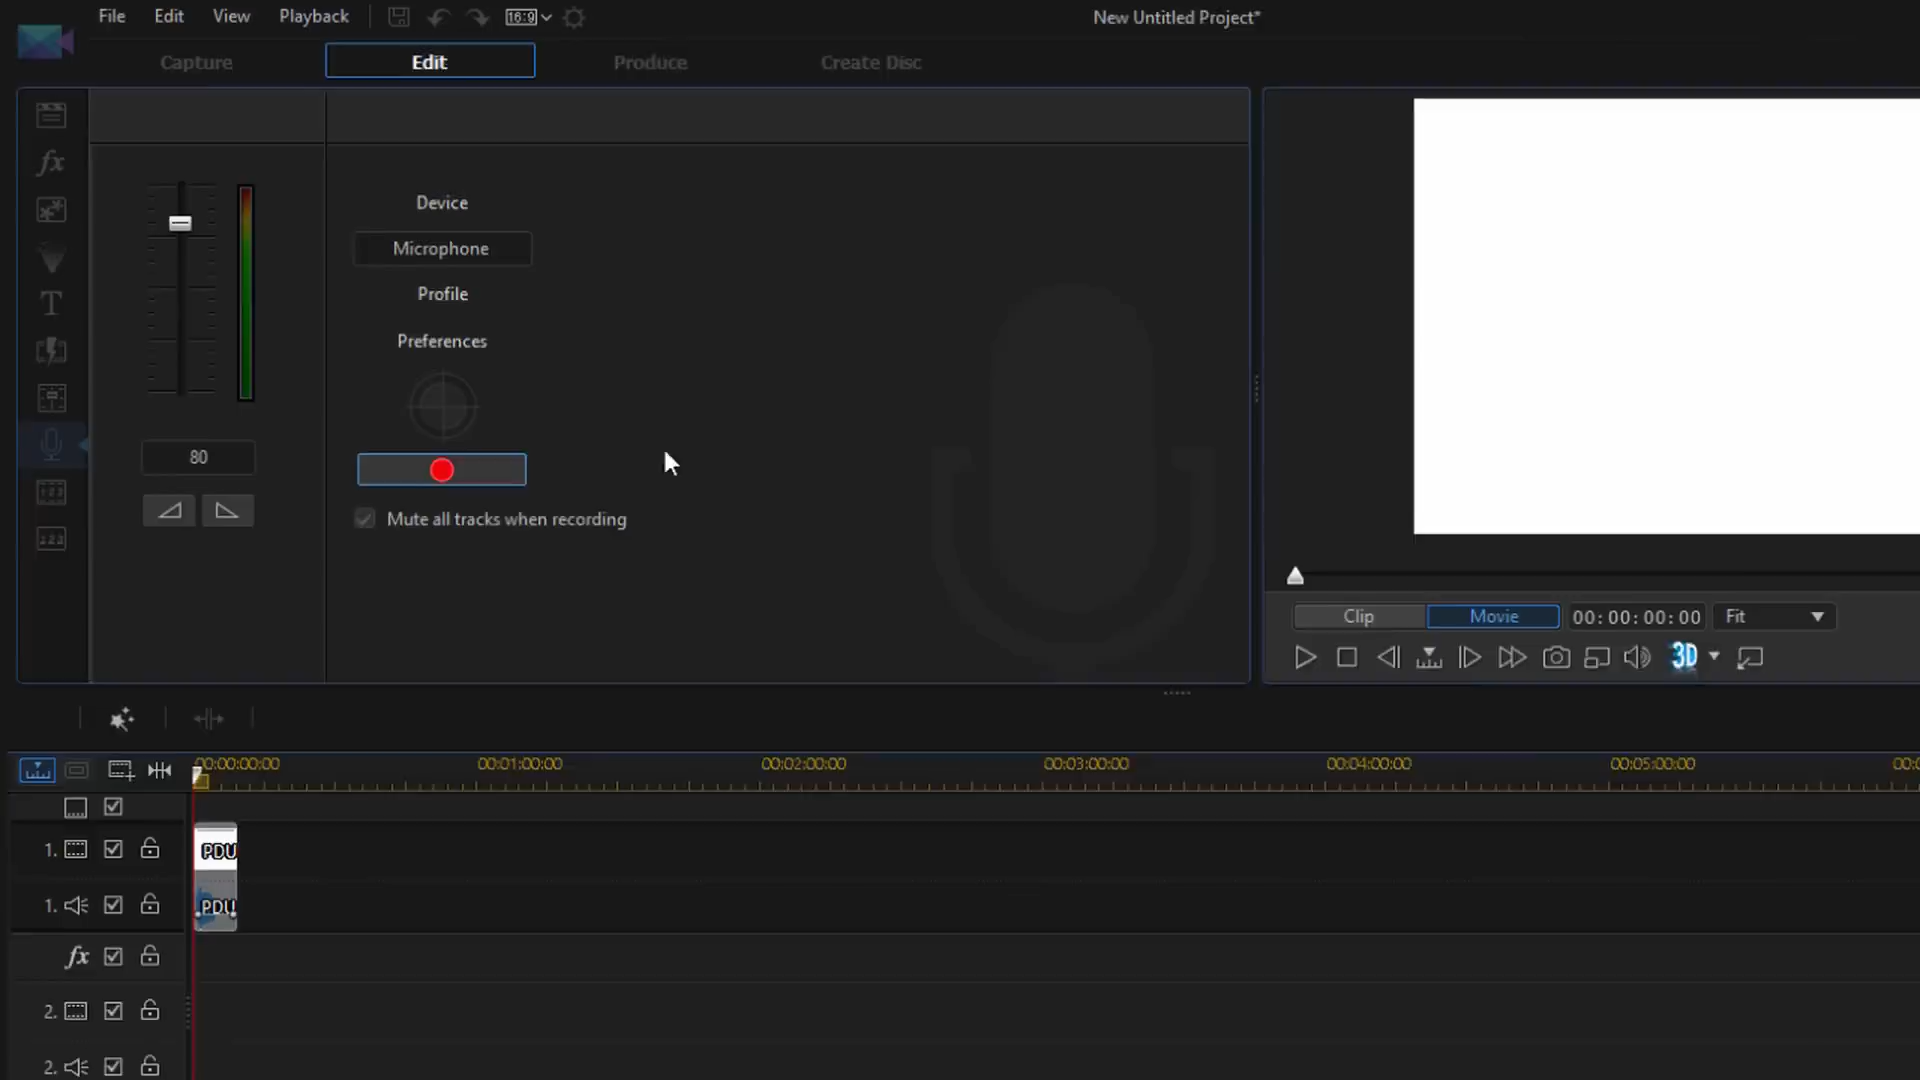 File Edit View Playback 16:9 New Untitled Project*
Capture Edit Produce Create Disc
fx
T
Device
Microphone
Profile
Preferences
80
Mute all tracks when recording
Clip Movie 00:00:00:00 Fit
3D
00:00:00:00 00:01:00:00 00:02:00:00 00:03:00:00 00:04:00:00 00:05:00:00
1. PDU
1. PDU
fx
2.
2.